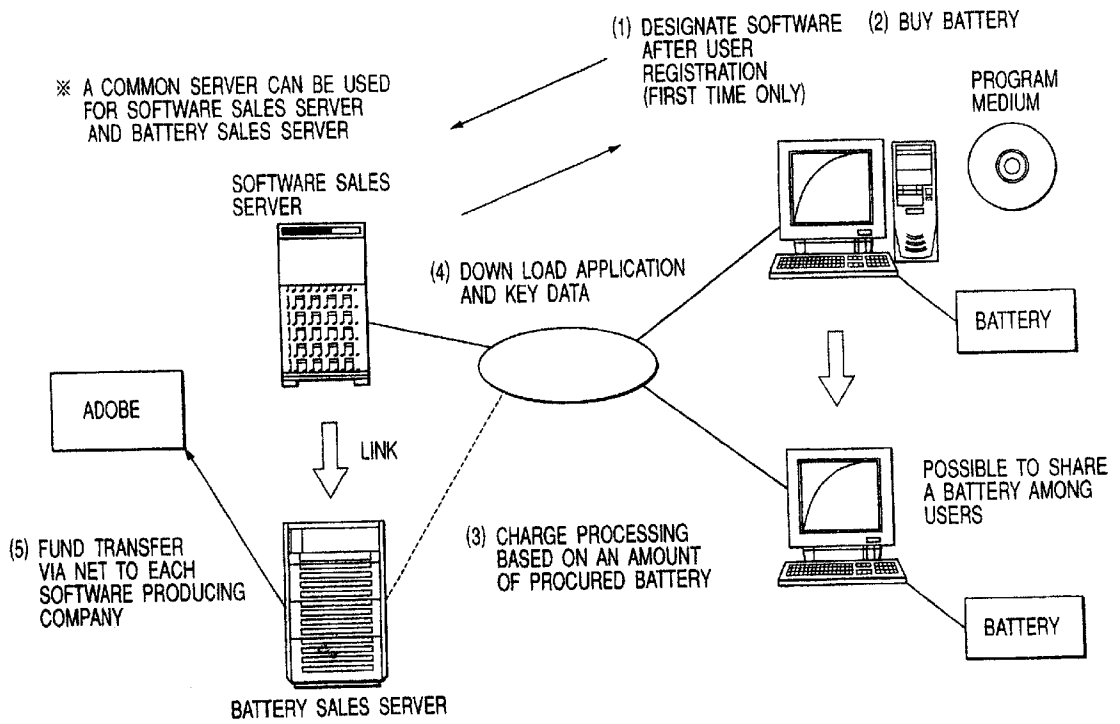 (1) DESIGNATE SOFTWARE
AFTER USER
REGISTRATION
(FIRST TIME ONLY)
(2) BUY BATTERY
※ A COMMON SERVER CAN BE USED
FOR SOFTWARE SALES SERVER
AND BATTERY SALES SERVER
PROGRAM
MEDIUM
SOFTWARE SALES
SERVER
(4) DOWN LOAD APPLICATION
AND KEY DATA
BATTERY
ADOBE
LINK
POSSIBLE TO SHARE
A BATTERY AMONG
USERS
(5) FUND TRANSFER
VIA NET TO EACH
SOFTWARE PRODUCING
COMPANY
(3) CHARGE PROCESSING
BASED ON AN AMOUNT
OF PROCURED BATTERY
BATTERY
BATTERY SALES SERVER